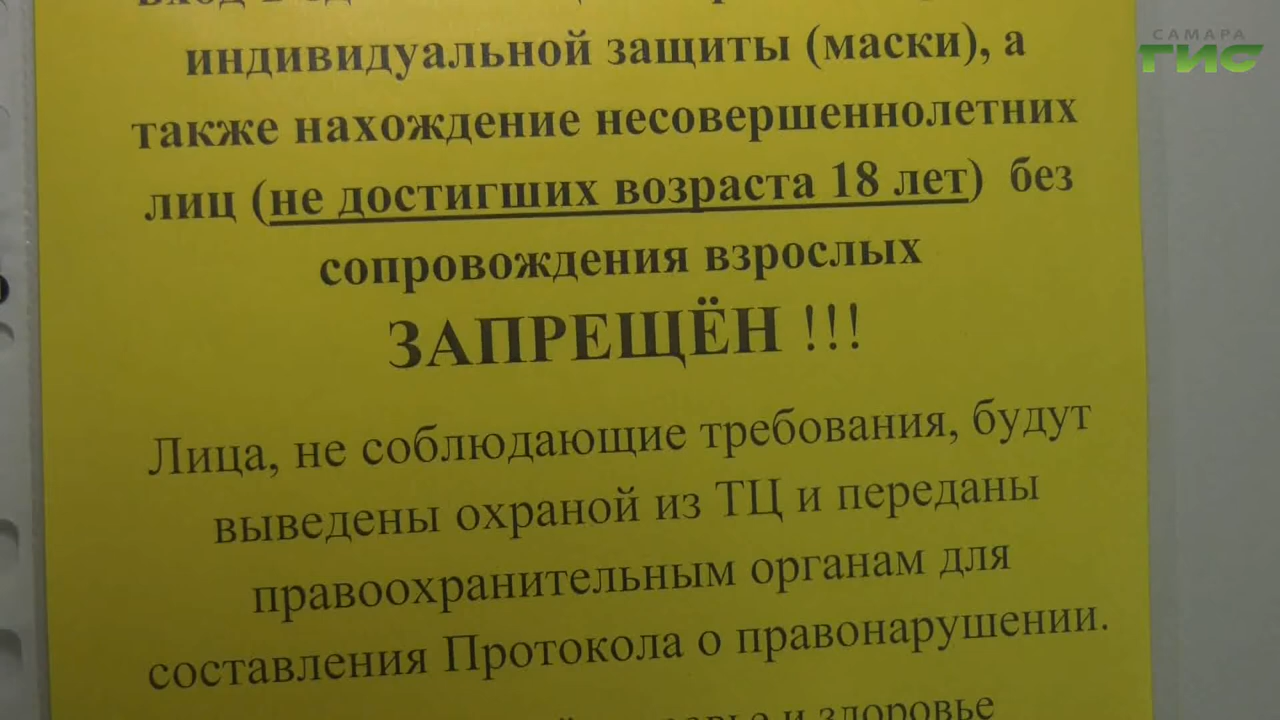 индивидуальной защиты (маски), а
также нахождение несовершеннолетних
лиц (не достигших возраста 18 лет) без
сопровождения взрослых
ЗАПРЕЩЁН !!!
Лица, не соблюдающие требования, будут
выведены охраной из ТЦ и переданы
правоохранительным органам для
составления Протокола о правонарушении.
и здоровье
САМАРА
ГИС